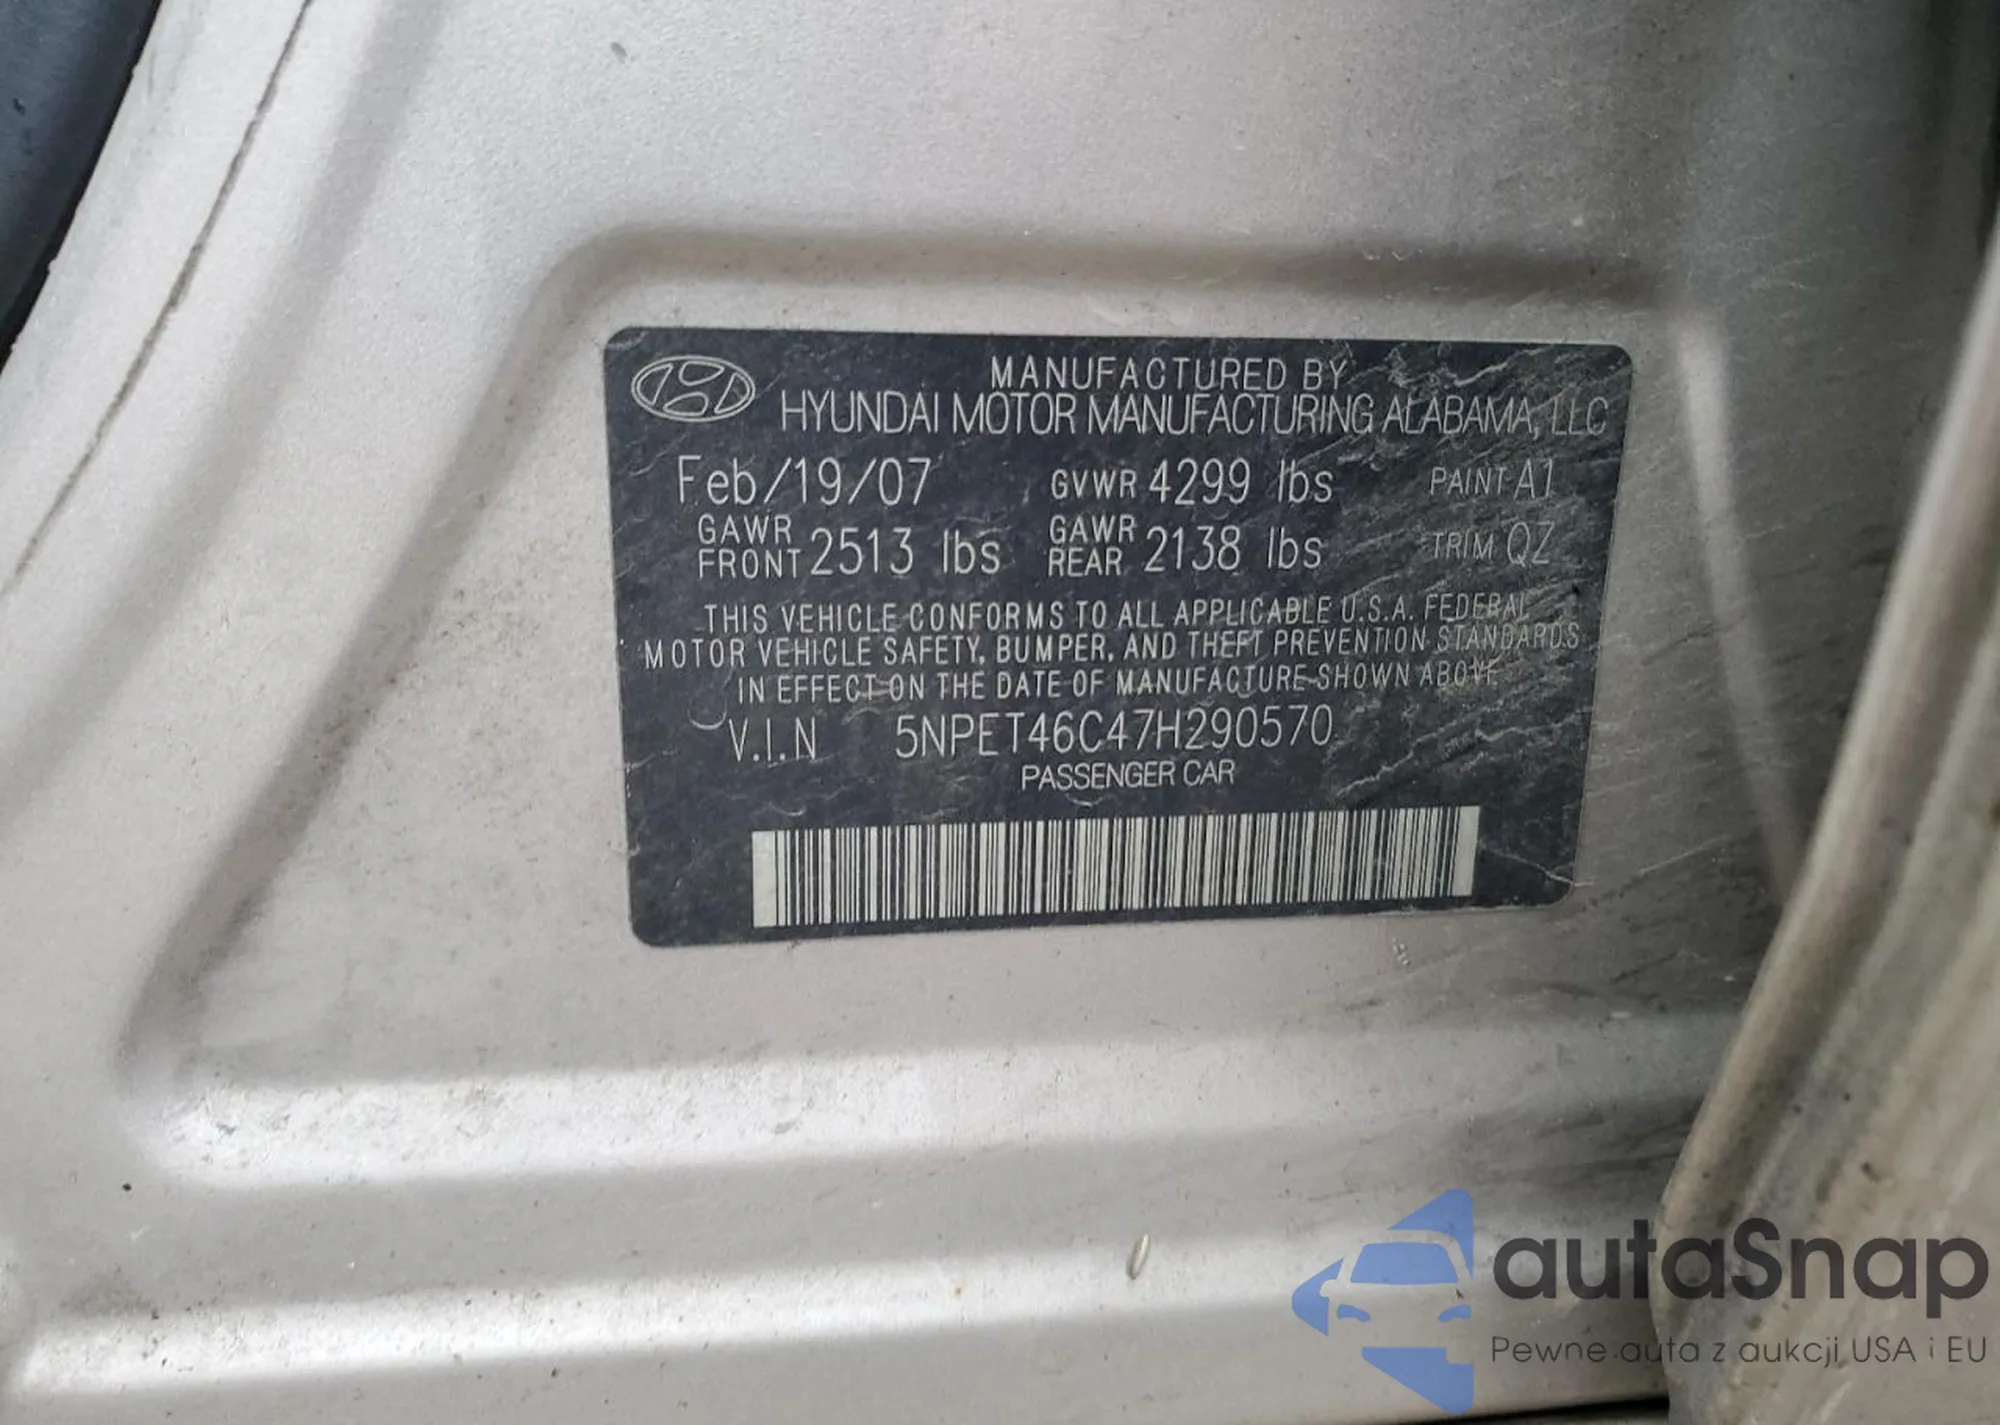 MANUFACTURED BY
HYUNDAI MOTOR MANUFACTURING ALABAMA, LLC
Feb/19/07 GVWR 4299 lbs PAINT A1
GAWR FRONT 2513 lbs GAWR REAR 2138 lbs TRIM QZ
THIS VEHICLE CONFORMS TO ALL APPLICABLE U.S.A. FEDERAL
MOTOR VEHICLE SAFETY, BUMPER, AND THEFT PREVENTION STANDARDS
IN EFFECT ON THE DATE OF MANUFACTURE SHOWN ABOVE
V.I.N 5NPET46C47H290570
PASSENGER CAR
autaSnap
Pewne auta z aukcji USA i EU